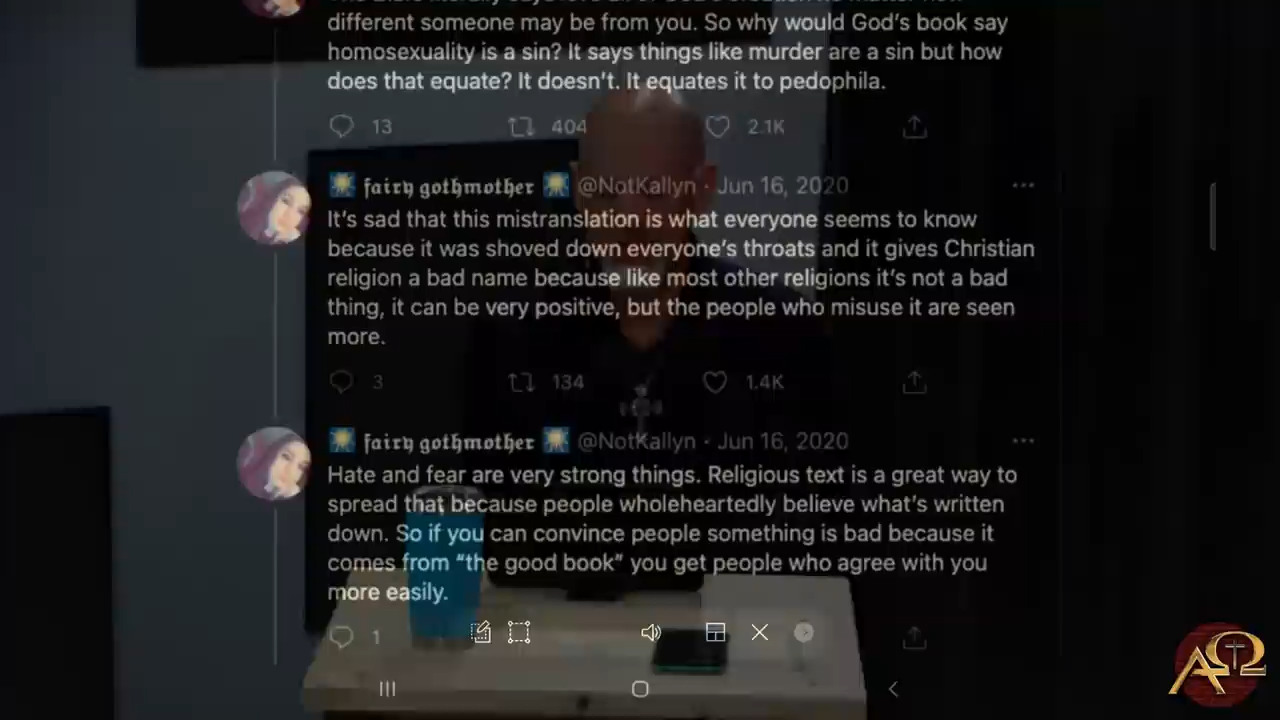 different someone may be from you. So why would God's book say
homosexuality is a sin? It says things like murder are a sin but how
does that equate? It doesn't. It equates it to pedophila.
13 404 2.1K
fairy gothmother @NotKallyn · Jun 16, 2020
It's sad that this mistranslation is what everyone seems to know
because it was shoved down everyone's throats and it gives Christian
religion a bad name because like most other religions it's not a bad
thing, it can be very positive, but the people who misuse it are seen
more.
3 134 1.4K
fairy gothmother @NotKallyn · Jun 16, 2020
Hate and fear are very strong things. Religious text is a great way to
spread that because people wholeheartedly believe what's written
down. So if you can convince people something is bad because it
comes from “the good book” you get people who agree with you
more easily.
1
ΑΩ